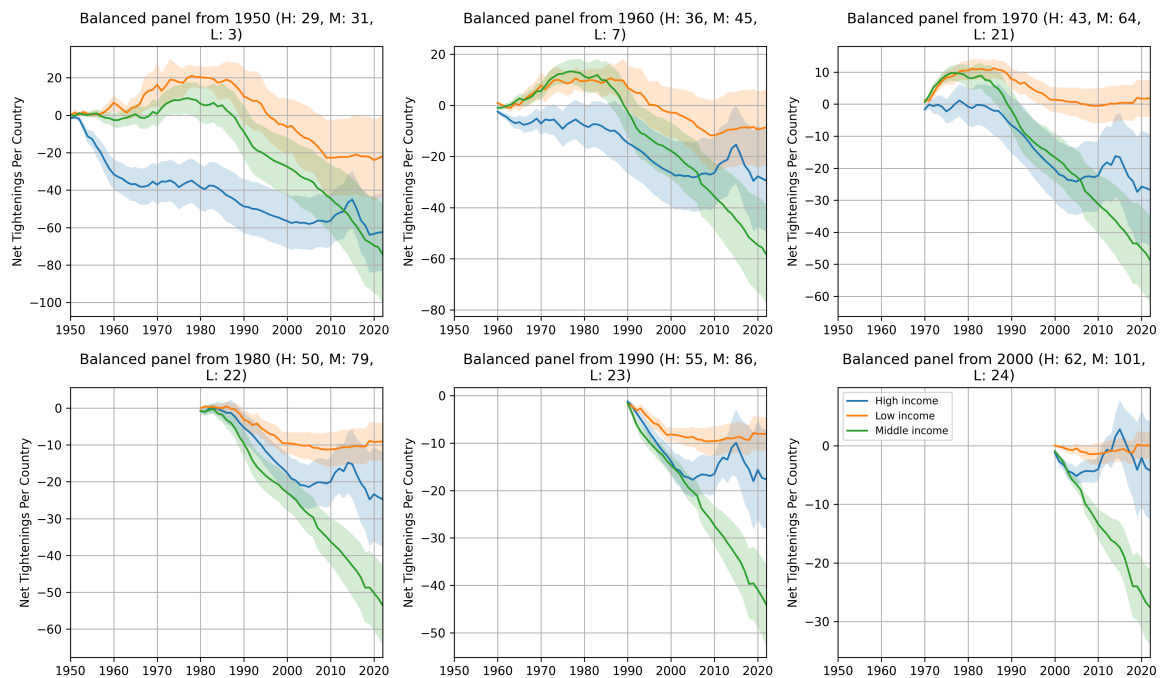 Balanced panel from 1950 (H: 29, M: 31,
L: 3)
Net Tightenings Per Country
20
0
−20
−40
−60
−80
−100
1950 1960 1970 1980 1990 2000 2010 2020
Balanced panel from 1960 (H: 36, M: 45,
L: 7)
Net Tightenings Per Country
20
0
−20
−40
−60
−80
1950 1960 1970 1980 1990 2000 2010 2020
Balanced panel from 1970 (H: 43, M: 64,
L: 21)
Net Tightenings Per Country
10
0
−10
−20
−30
−40
−50
−60
1950 1960 1970 1980 1990 2000 2010 2020
Balanced panel from 1980 (H: 50, M: 79,
L: 22)
Net Tightenings Per Country
0
−10
−20
−30
−40
−50
−60
1950 1960 1970 1980 1990 2000 2010 2020
Balanced panel from 1990 (H: 55, M: 86,
L: 23)
Net Tightenings Per Country
0
−10
−20
−30
−40
−50
1950 1960 1970 1980 1990 2000 2010 2020
Balanced panel from 2000 (H: 62, M: 101,
L: 24)
Net Tightenings Per Country
High income
Low income
Middle income
0
−10
−20
−30
1950 1960 1970 1980 1990 2000 2010 2020